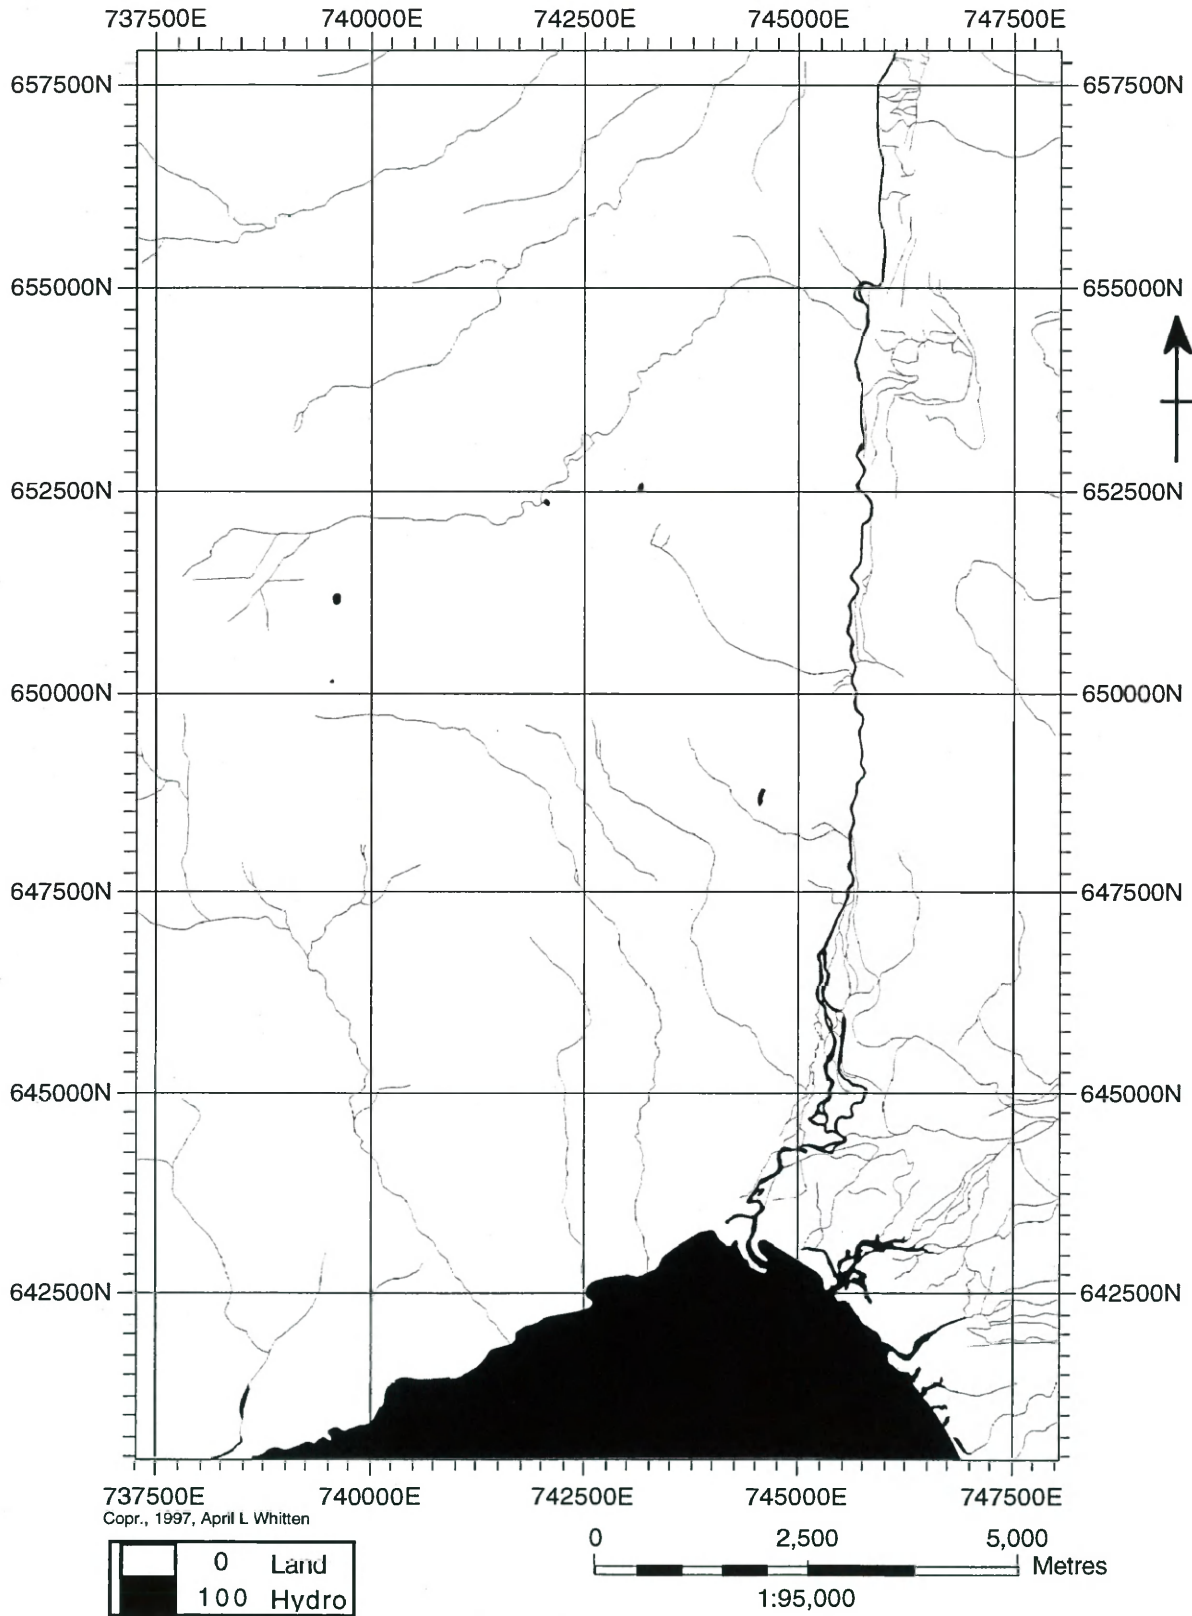 737500E 740000E 742500E 745000E 747500E
657500N 657500N
655000N 655000N
652500N 652500N
650000N 650000N
647500N 647500N
645000N 645000N
642500N 642500N
737500E 740000E 742500E 745000E 747500E
Copr., 1997, April L Whitten
0 Land
100 Hydro
0 2,500 5,000
Metres
1:95,000